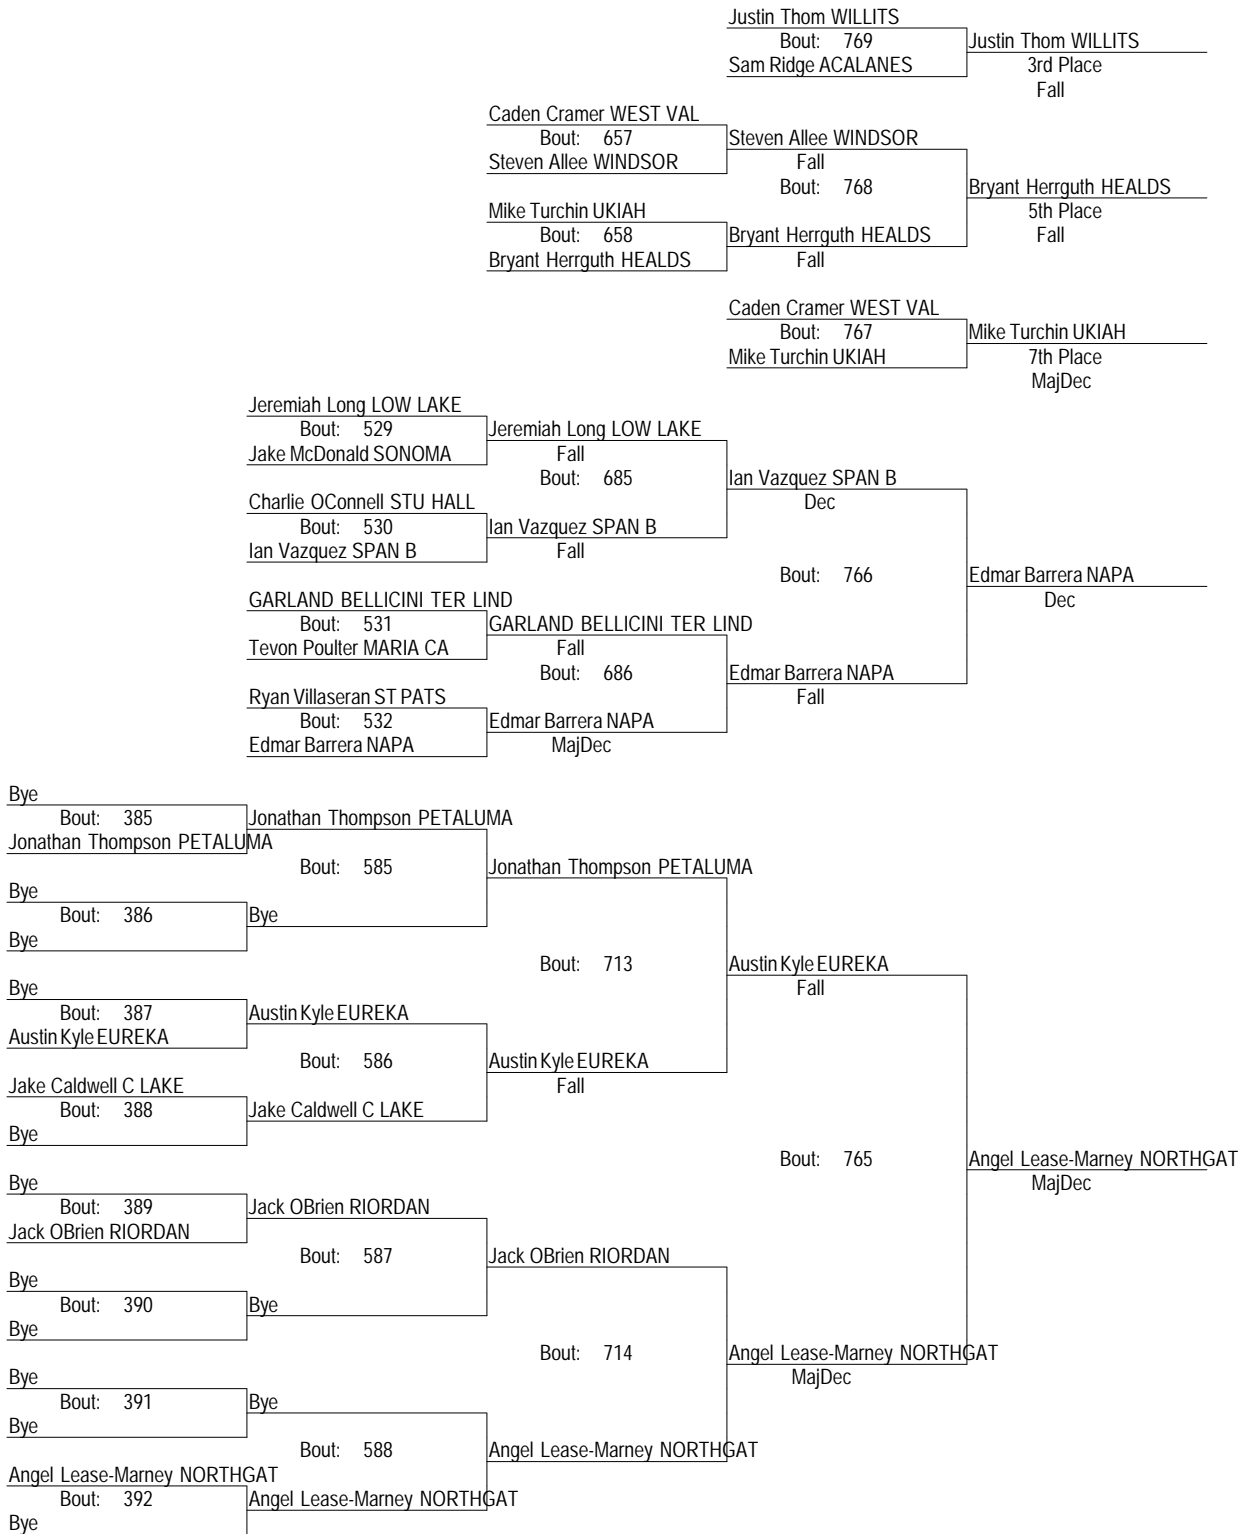 Justin Thom WILLITS
Bout: 769
Justin Thom WILLITS
Sam Ridge ACALANES
3rd Place
Fall
Caden Cramer WEST VAL
Bout: 657
Steven Allee WINDSOR
Steven Allee WINDSOR
Fall
Bout: 768
Bryant Herrguth HEALDS
Mike Turchin UKIAH
5th Place
Bout: 658
Bryant Herrguth HEALDS
Fall
Bryant Herrguth HEALDS
Fall
Caden Cramer WEST VAL
Bout: 767
Mike Turchin UKIAH
Mike Turchin UKIAH
7th Place
MajDec
Jeremiah Long LOW LAKE
Bout: 529
Jeremiah Long LOW LAKE
Jake McDonald SONOMA
Fall
Bout: 685
Ian Vazquez SPAN B
Charlie OConnell STU HALL
Dec
Bout: 530
Ian Vazquez SPAN B
Ian Vazquez SPAN B
Fall
Bout: 766
Edmar Barrera NAPA
GARLAND BELLICINI TER LIND
Dec
Bout: 531
GARLAND BELLICINI TER LIND
Tevon Poulter MARIA CA
Fall
Bout: 686
Edmar Barrera NAPA
Ryan Villaseran ST PATS
Fall
Bout: 532
Edmar Barrera NAPA
Edmar Barrera NAPA
MajDec
Bye
Bout: 385
Jonathan Thompson PETALUMA
Jonathan Thompson PETALUMA
Bout: 585
Jonathan Thompson PETALUMA
Bye
Bout: 386
Bye
Bye
Bout: 713
Austin Kyle EUREKA
Bye
Fall
Bout: 387
Austin Kyle EUREKA
Austin Kyle EUREKA
Bout: 586
Austin Kyle EUREKA
Jake Caldwell C LAKE
Fall
Bout: 388
Jake Caldwell C LAKE
Bye
Bout: 765
Angel Lease-Marney NORTHGAT
Bye
MajDec
Bout: 389
Jack OBrien RIORDAN
Jack OBrien RIORDAN
Bout: 587
Jack OBrien RIORDAN
Bye
Bout: 390
Bye
Bye
Bout: 714
Angel Lease-Marney NORTHGAT
Bye
MajDec
Bout: 391
Bye
Bye
Bout: 588
Angel Lease-Marney NORTHGAT
Angel Lease-Marney NORTHGAT
Bout: 392
Angel Lease-Marney NORTHGAT
Bye